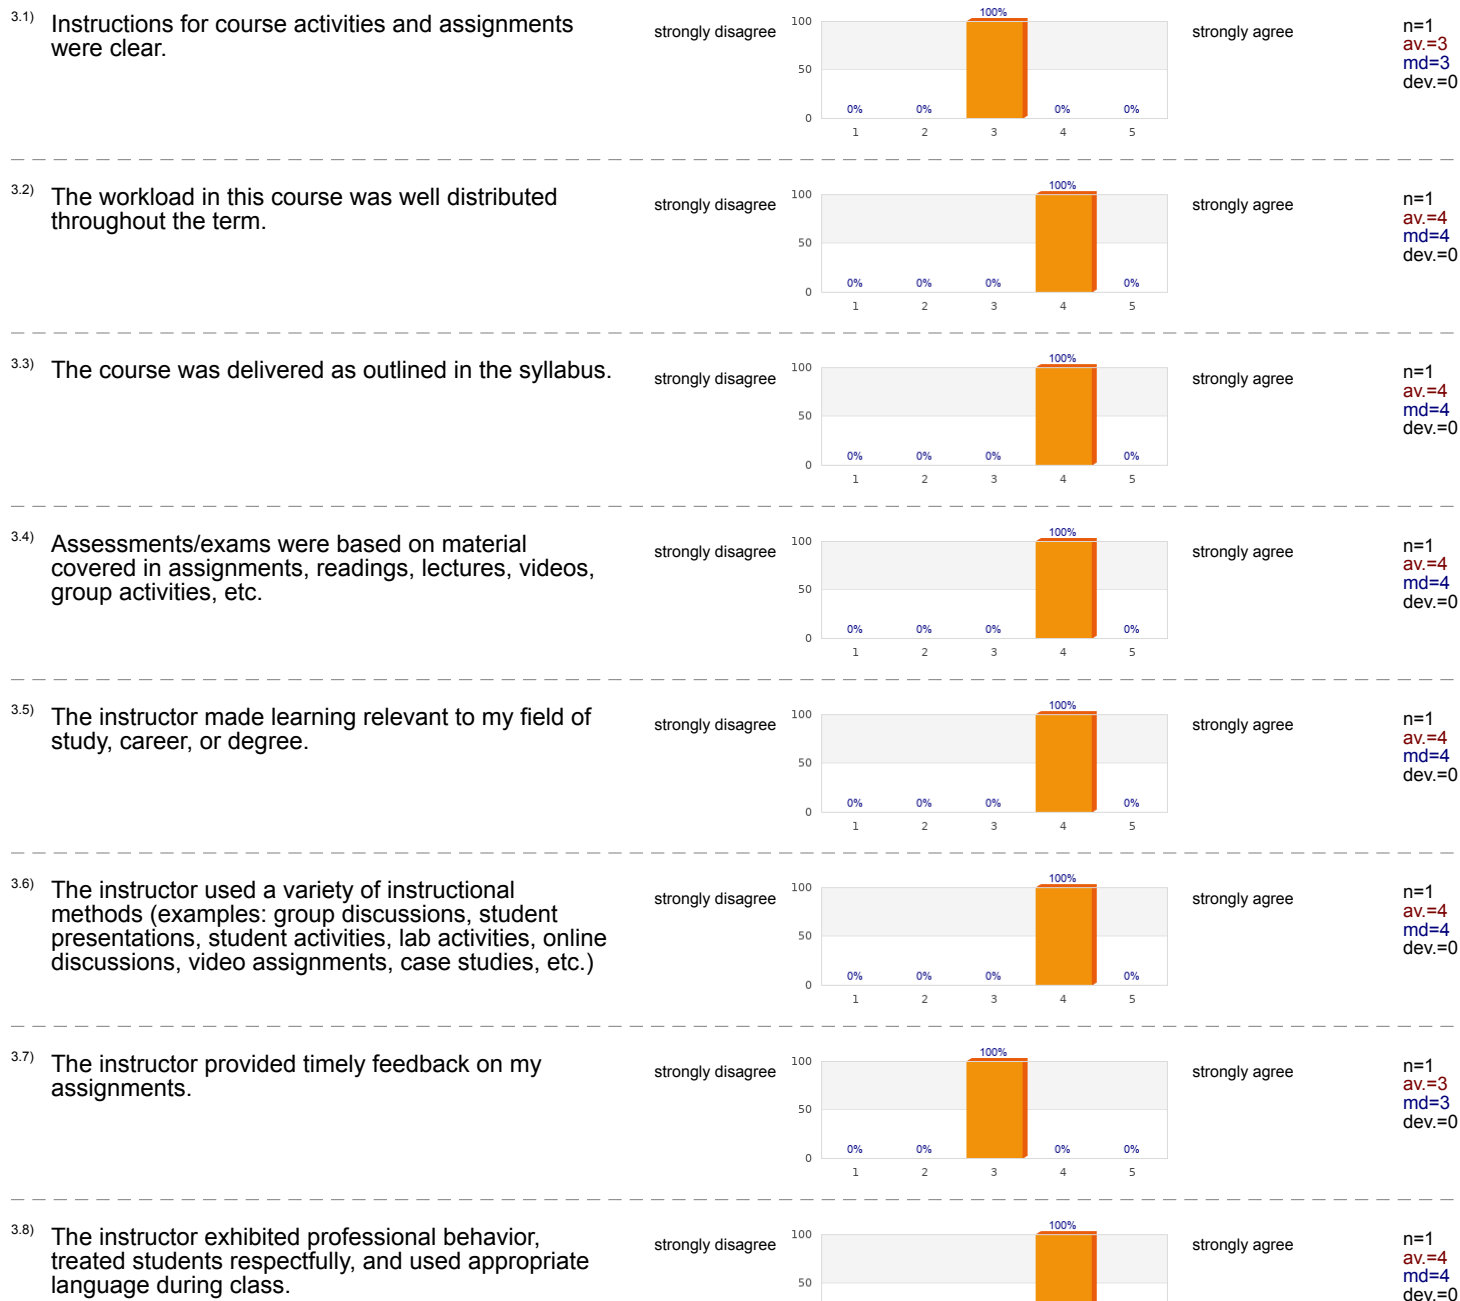 3.1) Instructions for course activities and assignments
were clear.
strongly disagree
strongly agree
100
50
0
100%
0% 0% 0% 0%
1 2 3 4 5
n=1
av.=3
md=3
dev.=0
3.2) The workload in this course was well distributed
throughout the term.
strongly disagree
strongly agree
100
50
0
100%
0% 0% 0% 0%
1 2 3 4 5
n=1
av.=4
md=4
dev.=0
3.3) The course was delivered as outlined in the syllabus.
strongly disagree
strongly agree
100
50
0
100%
0% 0% 0% 0%
1 2 3 4 5
n=1
av.=4
md=4
dev.=0
3.4) Assessments/exams were based on material
covered in assignments, readings, lectures, videos,
group activities, etc.
strongly disagree
strongly agree
100
50
0
100%
0% 0% 0% 0%
1 2 3 4 5
n=1
av.=4
md=4
dev.=0
3.5) The instructor made learning relevant to my field of
study, career, or degree.
strongly disagree
strongly agree
100
50
0
100%
0% 0% 0% 0%
1 2 3 4 5
n=1
av.=4
md=4
dev.=0
3.6) The instructor used a variety of instructional
methods (examples: group discussions, student
presentations, student activities, lab activities, online
discussions, video assignments, case studies, etc.)
strongly disagree
strongly agree
100
50
0
100%
0% 0% 0% 0%
1 2 3 4 5
n=1
av.=4
md=4
dev.=0
3.7) The instructor provided timely feedback on my
assignments.
strongly disagree
strongly agree
100
50
0
100%
0% 0% 0% 0%
1 2 3 4 5
n=1
av.=3
md=3
dev.=0
3.8) The instructor exhibited professional behavior,
treated students respectfully, and used appropriate
language during class.
strongly disagree
strongly agree
100
50
100%
n=1
av.=4
md=4
dev.=0